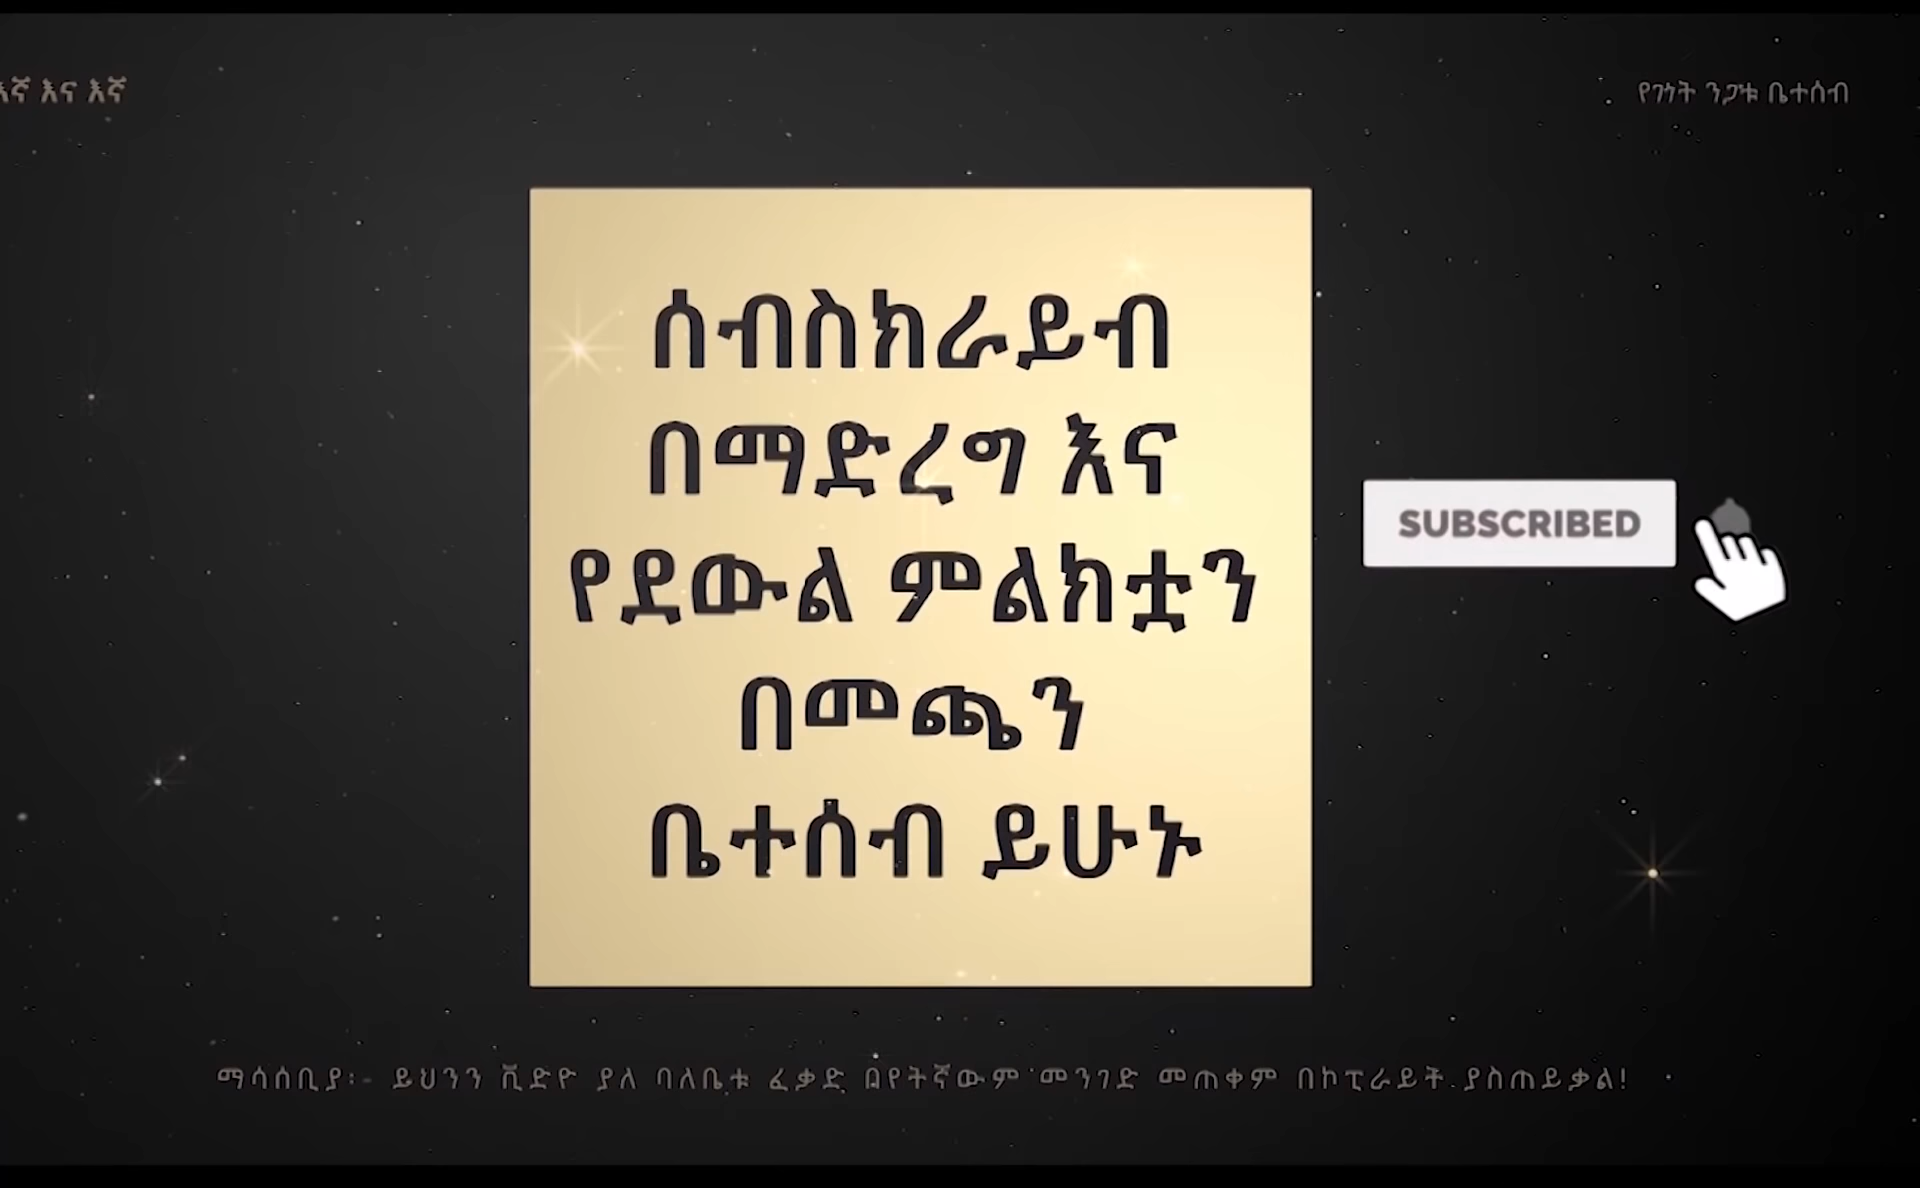 እኛ እና እኛ
የገነት ንጋቱ ቤተሰብ
ሰብስክራይብ
በማድረግ እና
የደውል ምልክቷን
በመጫን
ቤተሰብ ይሁኑ
SUBSCRIBED
ማሳሰቢያ፡- ይህንን ቪድዮ ያለ ባለቤቱ ፈቃድ በየትኛውም መንገድ መጠቀም በኮፒራይት ያስጠይቃል!